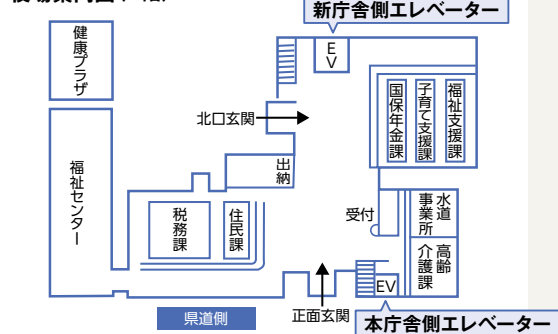 新庁舎側エレベーター
健康プラザ
EV
国保年金課
子育て支援課
福祉支援課
北口玄関
出納
福祉センター
税務課
住民課
受付
水道事業所
高齢介護課
EV
県道側
正面玄関
本庁舎側エレベーター